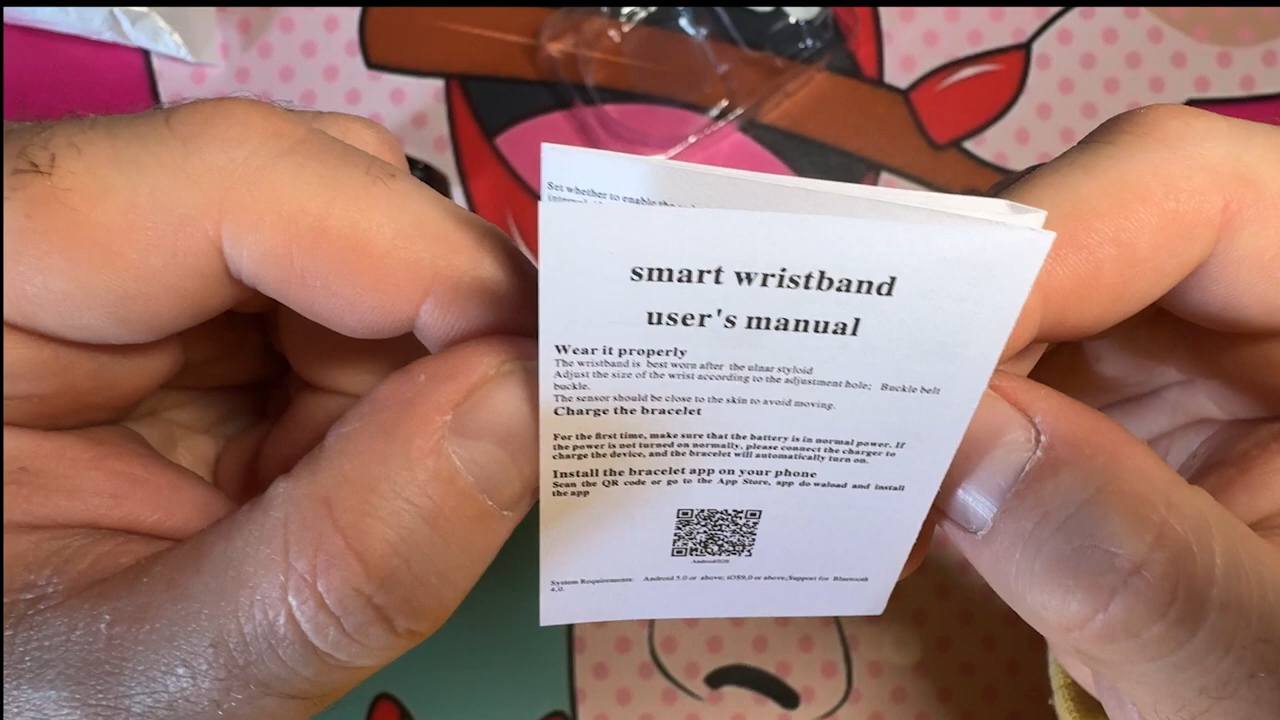 Set whether to enable the
smart wristband
user's manual
Wear it properly
The wristband is best worn after the ulnar styloid
Adjust the size of the wrist according to the adjustment hole; Buckle belt
buckle.
The sensor should be close to the skin to avoid moving.
Charge the bracelet
For the first time, make sure that the battery is in normal power. If
the power is not turned on normally, please connect the charger to
charge the device, and the bracelet will automatically turn on.
Install the bracelet app on your phone
Scan the QR code or go to the App Store, app do waload and install
the app
Android/IOS
System Requirements: Android 5.0 or above; iOS9.0 or above;Support for Bluetooth
4.0.